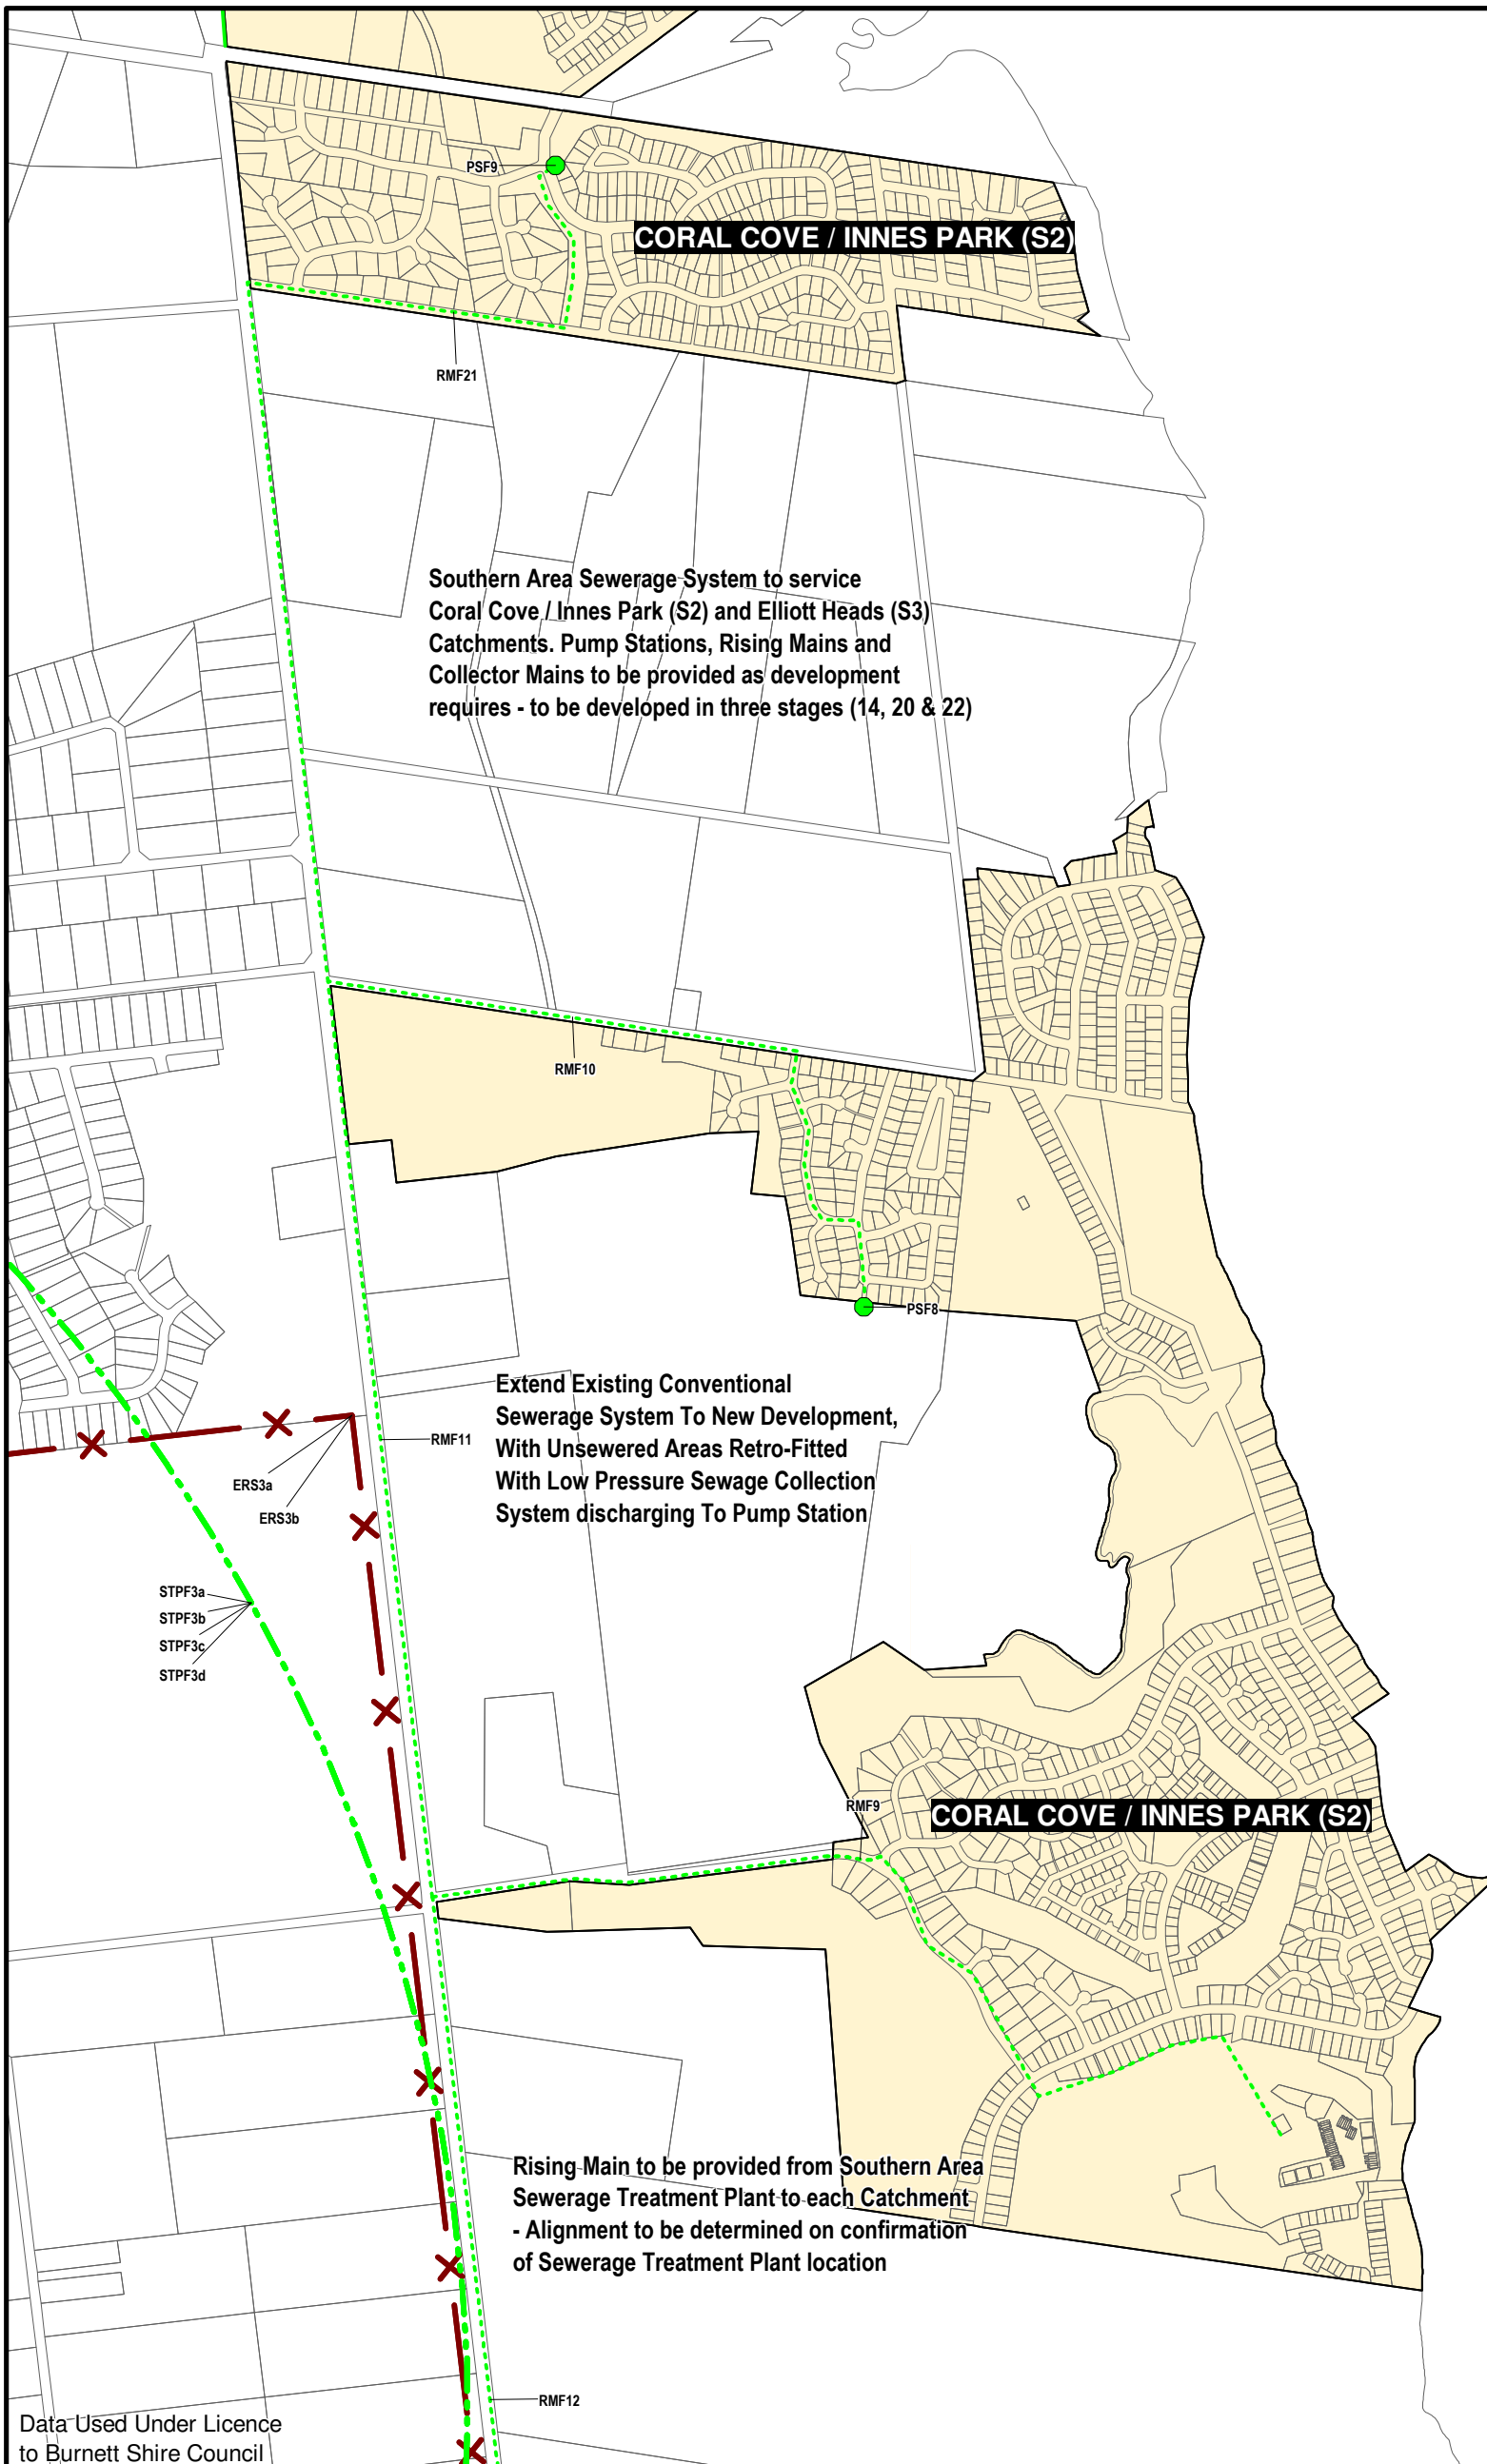 PSF9
CORAL COVE / INNES PARK (S2)
RMF21
Southern Area Sewerage System to service
Coral Cove / Innes Park (S2) and Elliott Heads (S3)
Catchments. Pump Stations, Rising Mains and
Collector Mains to be provided as development
requires - to be developed in three stages (14, 20 & 22)
RMF10
PSF8
Extend Existing Conventional
Sewerage System To New Development,
With Unsewered Areas Retro-Fitted
With Low Pressure Sewage Collection
System discharging To Pump Station
RMF11
ERS3a
ERS3b
STPF3a
STPF3b
STPF3c
STPF3d
RMF9
CORAL COVE / INNES PARK (S2)
Rising Main to be provided from Southern Area
Sewerage Treatment Plant to each Catchment
- Alignment to be determined on confirmation
of Sewerage Treatment Plant location
RMF12
Data Used Under Licence
to Burnett Shire Council